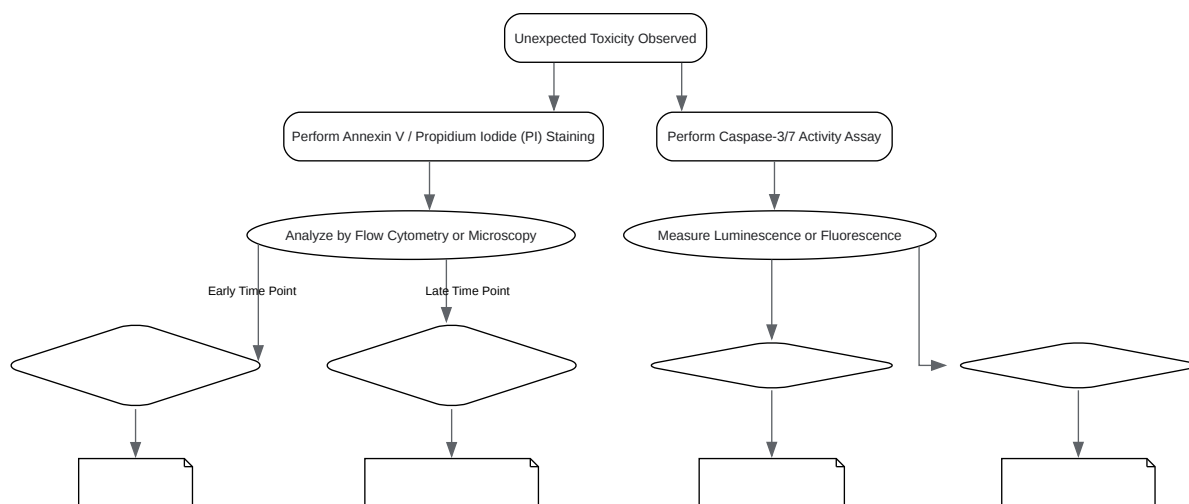 Unexpected Toxicity Observed
Perform Annexin V / Propidium Iodide (PI) Staining
Perform Caspase-3/7 Activity Assay
Analyze by Flow Cytometry or Microscopy
Measure Luminescence or Fluorescence
Early Time Point
Late Time Point